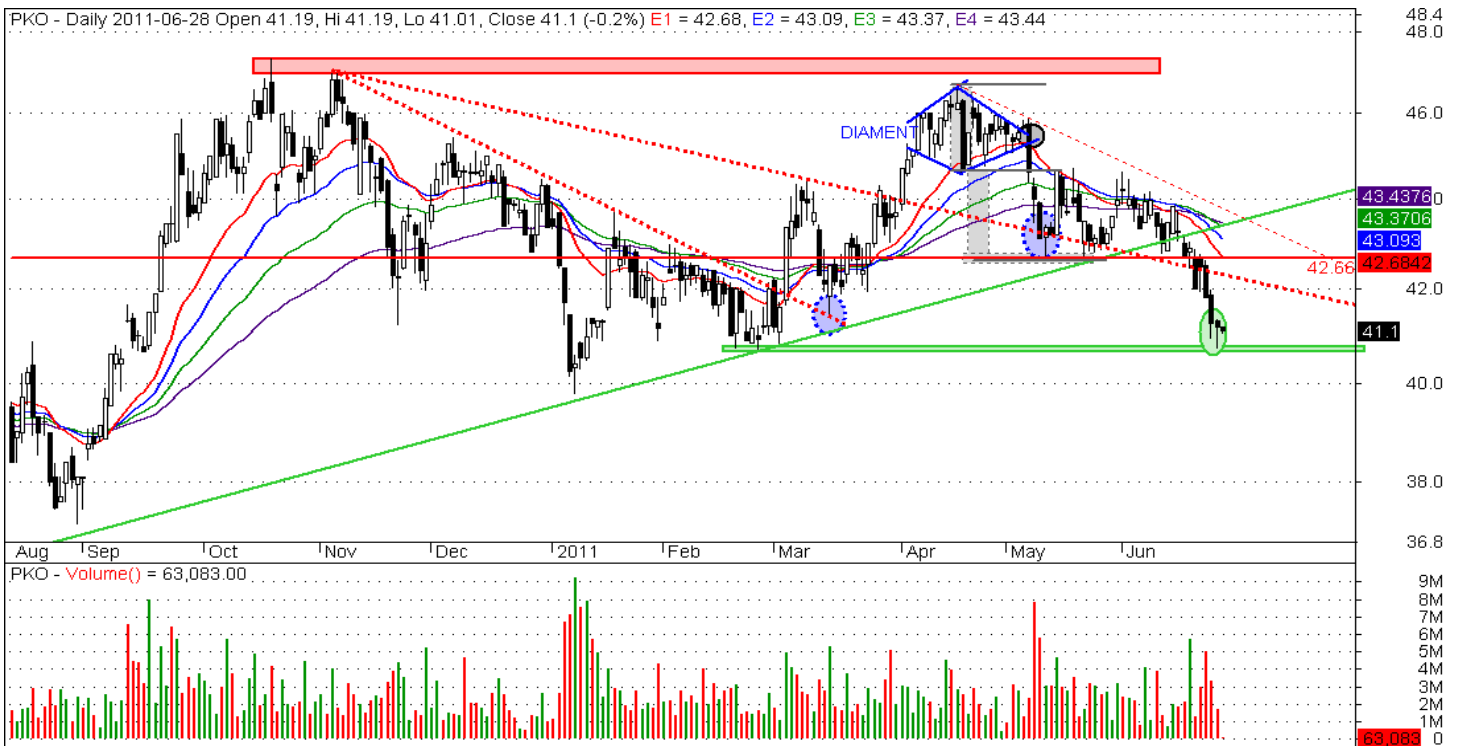 PKO - Daily 2011-06-28 Open 41.19, Hi 41.19, Lo 41.01, Close 41.1 (-0.2%) E1 = 42.68, E2 = 43.09, E3 = 43.37, E4 = 43.44
48.4
48.0
46.0
DIAMENT
43.4376
43.3706
43.093
42.66
42.6842
42.0
41.1
40.0
38.0
36.8
Aug Sep Oct Nov Dec 2011 Feb Mar Apr May Jun
PKO - Volume() = 63,083.00
9M
8M
7M
6M
5M
4M
3M
2M
1M
63,083 0